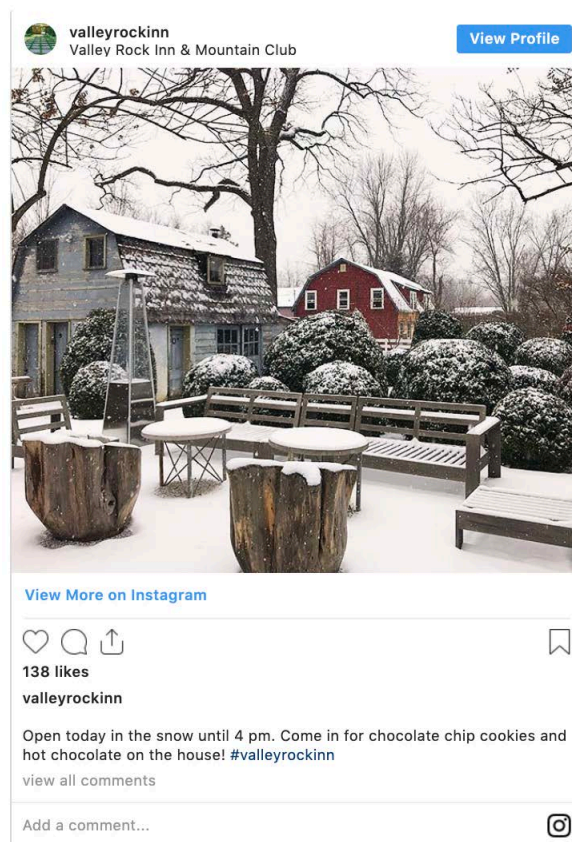 valleyrockinn
Valley Rock Inn & Mountain Club
View Profile
View More on Instagram
138 likes
valleyrockinn
Open today in the snow until 4 pm. Come in for chocolate chip cookies and
hot chocolate on the house! #valleyrockinn
view all comments
Add a comment...